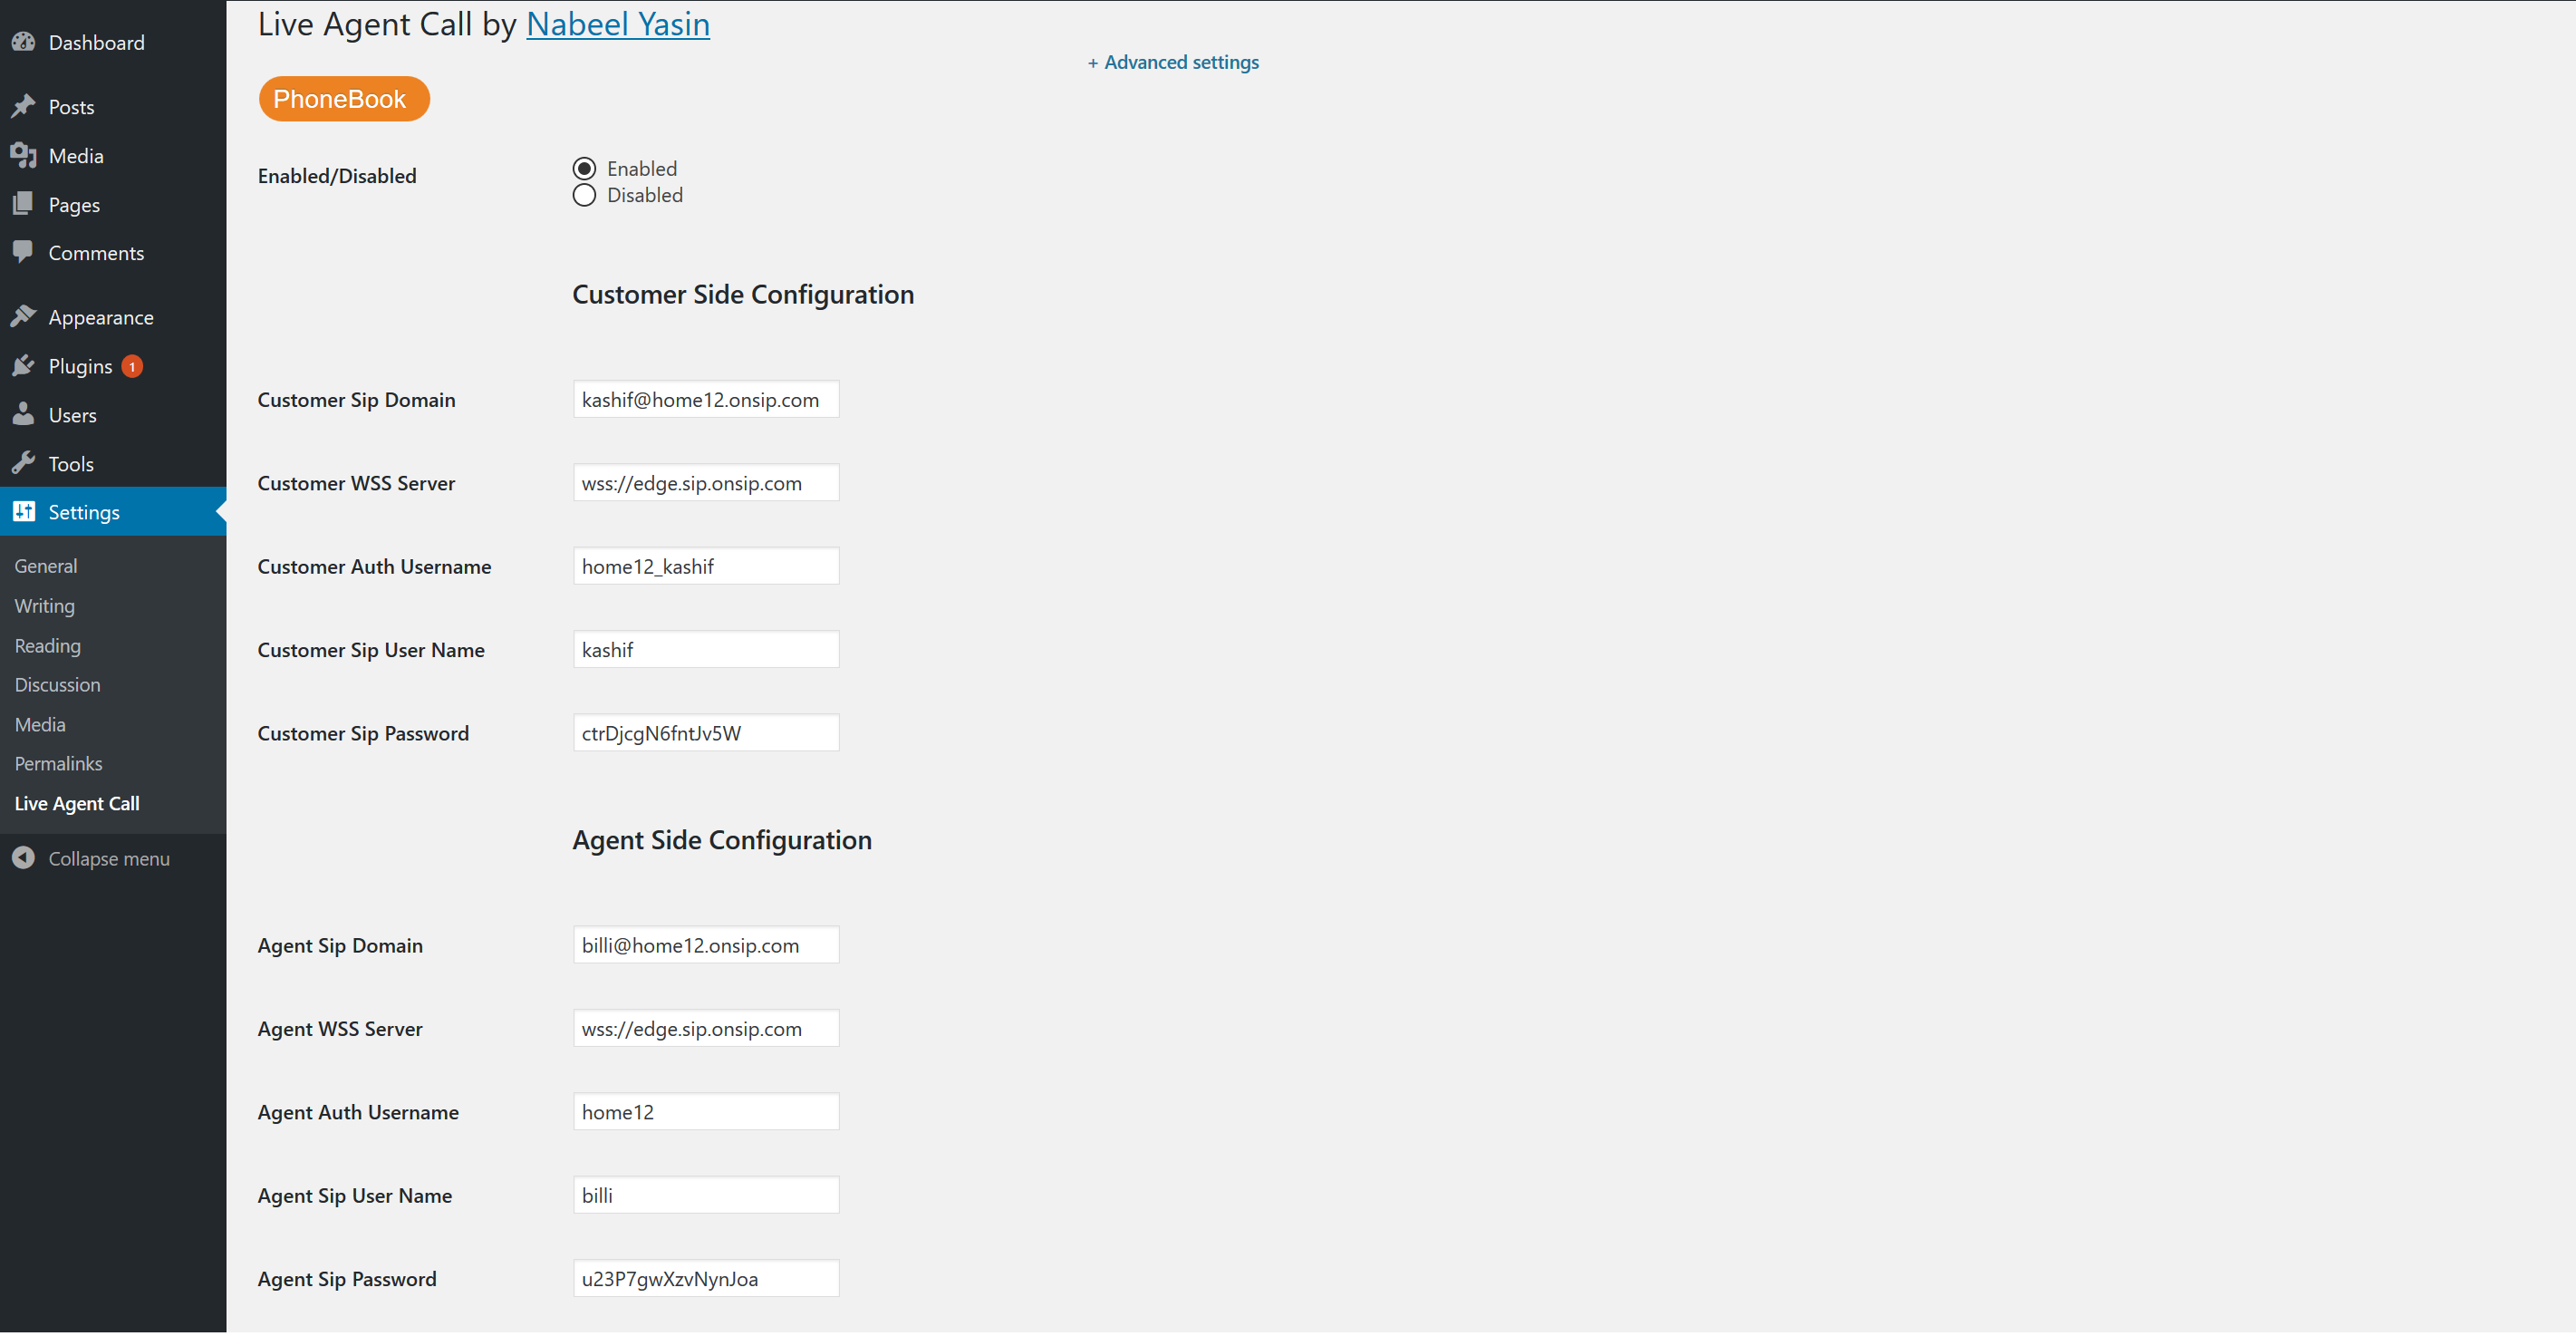 Dashboard
Posts
Media
Pages
Comments
Appearance
Plugins 1
Users
Tools
Settings
General
Writing
Reading
Discussion
Media
Permalinks
Live Agent Call
Collapse menu
Live Agent Call by Nabeel Yasin
+ Advanced settings
PhoneBook
Enabled/Disabled
Enabled
Disabled
Customer Side Configuration
Customer Sip Domain kashif@home12.onsip.com
Customer WSS Server wss://edge.sip.onsip.com
Customer Auth Username home12_kashif
Customer Sip User Name kashif
Customer Sip Password ctrDjcgN6fntJv5W
Agent Side Configuration
Agent Sip Domain billi@home12.onsip.com
Agent WSS Server wss://edge.sip.onsip.com
Agent Auth Username home12
Agent Sip User Name billi
Agent Sip Password u23P7gwXzvNynJoa